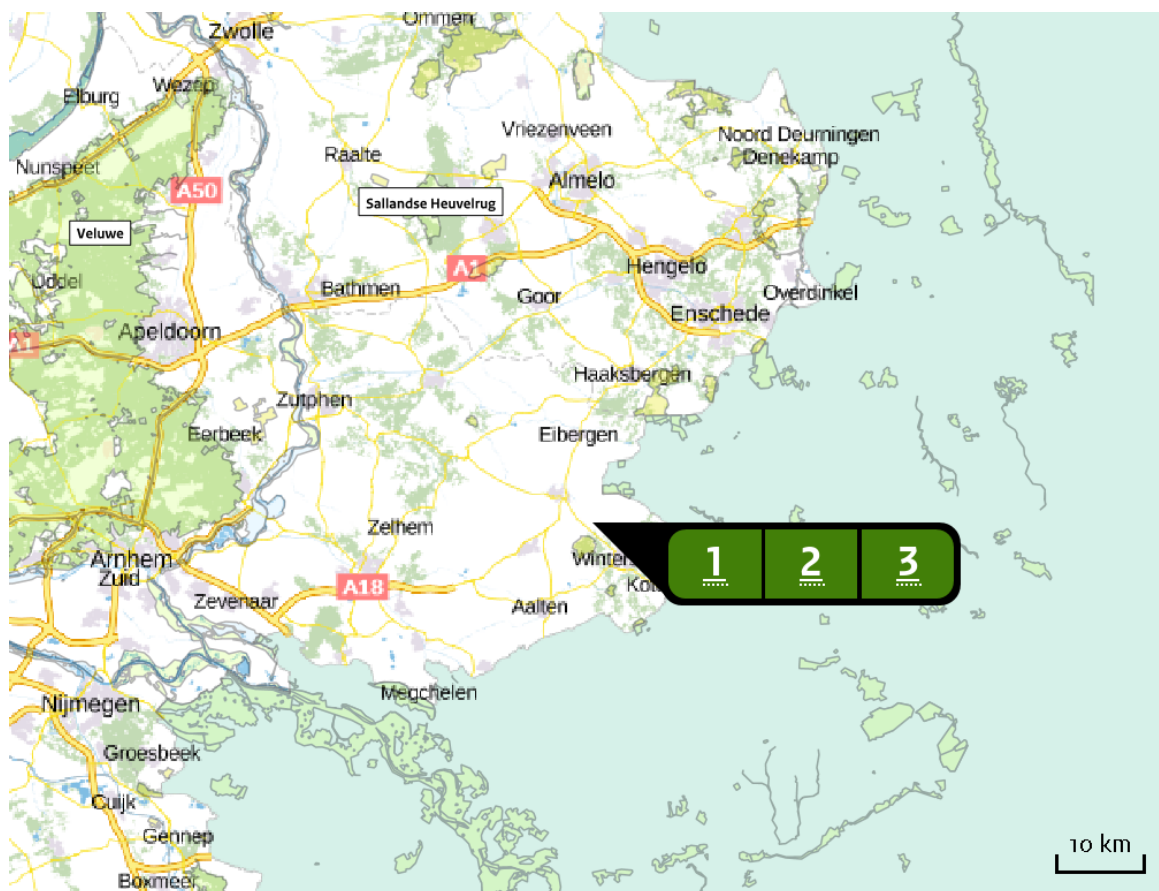 Ommen
Zwolle
Wezep
Elburg
Vriezenveen
Noord Deurningen
Raalte
Denekamp
Nunspeet
A50
Almelo
Sallandse Heuvelrug
Veluwe
A1
Hengelo
Uddel
Bathmen
Goor
Overdinkel
Enschede
Apeldoorn
A1
Haaksbergen
Zutphen
Eerbeek
Eibergen
Zelhem
Arnhem
Zuid
A18
Zevenaar
Aalten
1
2
3
Megchelen
Nijmegen
Groesbeek
Cuijk
Gennep
Boxmeer
10 km